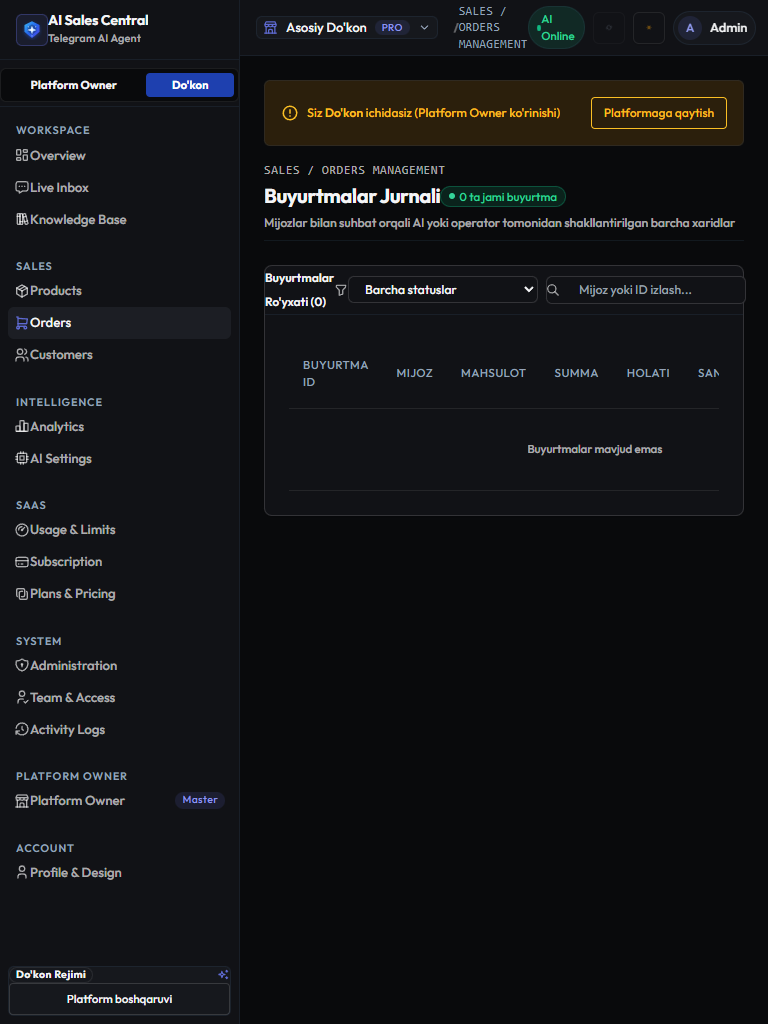 AI Sales Central
Telegram AI Agent
Platform Owner
Do'kon
WORKSPACE
Overview
Live Inbox
Knowledge Base
SALES
Products
Orders
Customers
INTELLIGENCE
Analytics
AI Settings
SAAS
Usage & Limits
Subscription
Plans & Pricing
SYSTEM
Administration
Team & Access
Activity Logs
PLATFORM OWNER
Platform Owner
Master
ACCOUNT
Profile & Design
Do'kon Rejimi
Platform boshqaruvi
Asosiy Do'kon
PRO
/
SALES /
ORDERS
MANAGEMENT
AI
Online
A
Admin
Siz Do'kon ichidasiz (Platform Owner ko'rinishi)
Platformaga qaytish
SALES / ORDERS MANAGEMENT
Buyurtmalar Jurnali
0 ta jami buyurtma
Mijozlar bilan suhbat orqali AI yoki operator tomonidan shakllantirilgan barcha xaridlar
Buyurtmalar
Ro'yxati (0)
Barcha statuslar
Mijoz yoki ID izlash...
BUYURTMA
ID
MIJOZ
MAHSULOT
SUMMA
HOLATI
SAN
Buyurtmalar mavjud emas